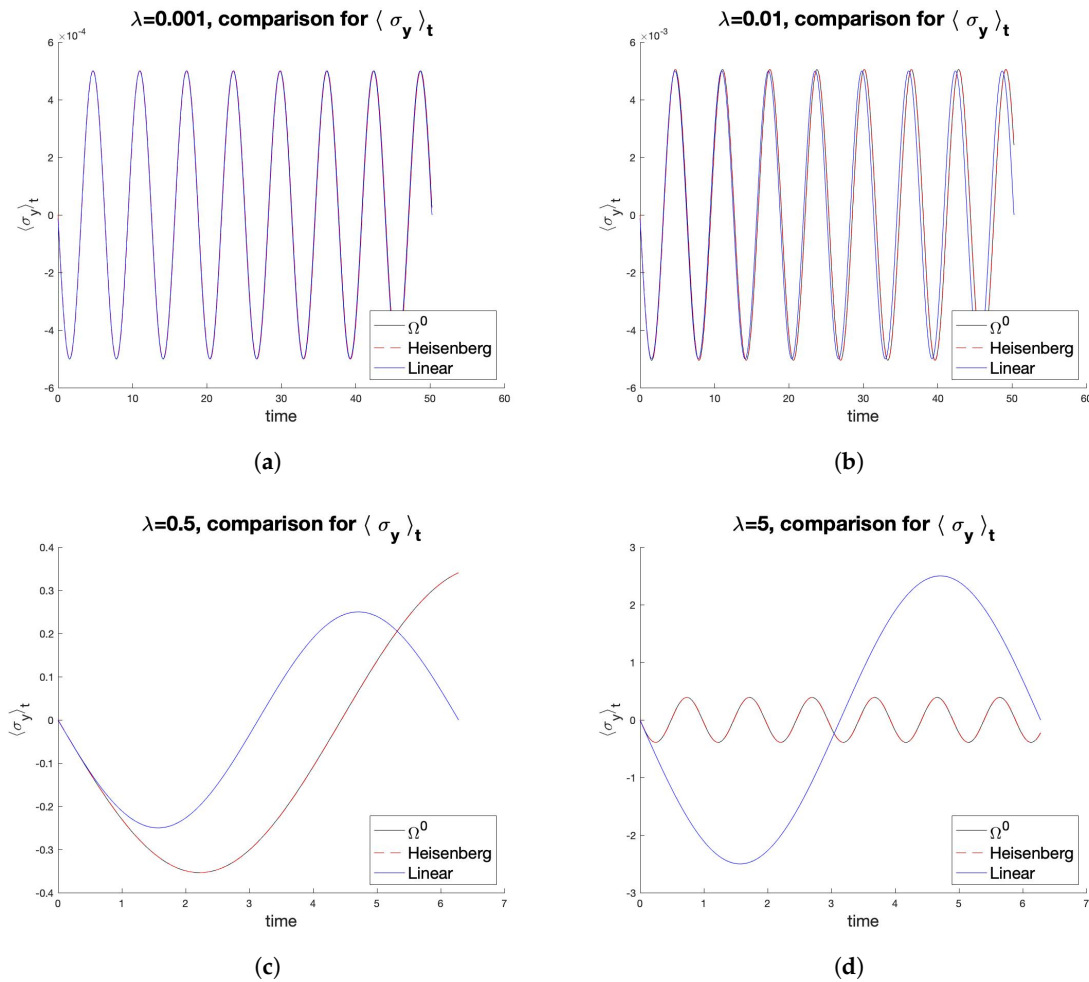 λ=0.001, comparison for ⟨ σy ⟩t
×10-4
6
4
2
0
-2
-4
-6
⟨σy⟩t
0 10 20 30 40 50 60
time
Ω0
Heisenberg
Linear
(a)
λ=0.01, comparison for ⟨ σy ⟩t
×10-3
6
4
2
0
-2
-4
-6
⟨σy⟩t
0 10 20 30 40 50 60
time
Ω0
Heisenberg
Linear
(b)
λ=0.5, comparison for ⟨ σy ⟩t
0.4
0.3
0.2
0.1
0
-0.1
-0.2
-0.3
-0.4
⟨σy⟩t
0 1 2 3 4 5 6 7
time
Ω0
Heisenberg
Linear
(c)
λ=5, comparison for ⟨ σy ⟩t
3
2
1
0
-1
-2
-3
⟨σy⟩t
0 1 2 3 4 5 6 7
time
Ω0
Heisenberg
Linear
(d)